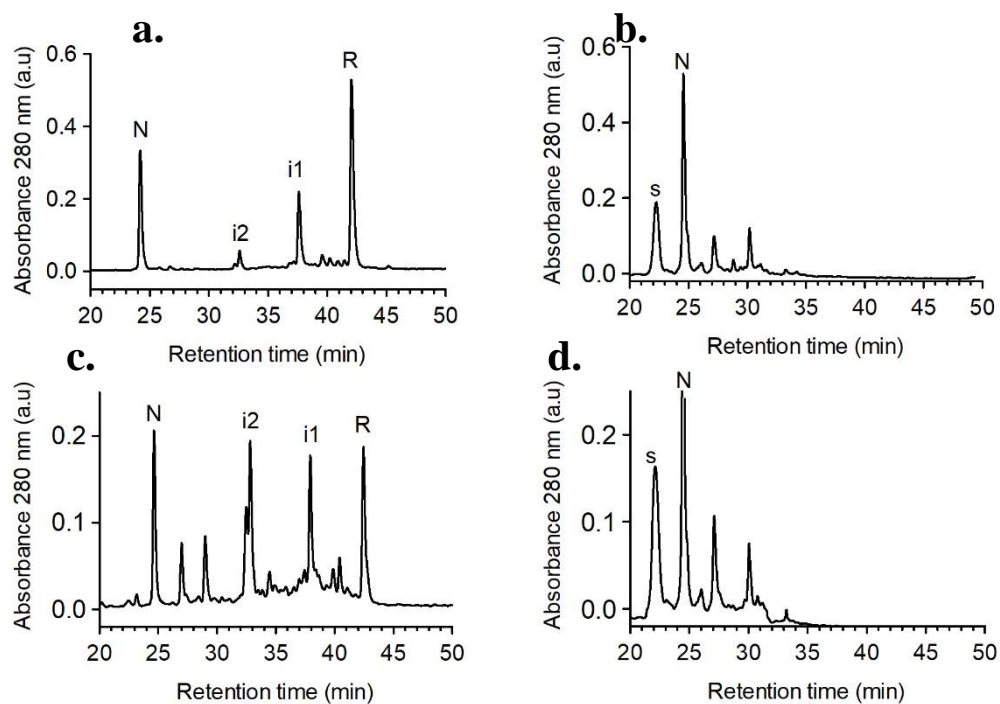 a.
Absorbance 280 nm (a.u)
0.6
0.4
0.2
0.0
N
i2
i1
R
20 25 30 35 40 45 50
Retention time (min)
b.
Absorbance 280 nm (a.u)
0.6
0.4
0.2
0.0
s
N
20 25 30 35 40 45 50
Retention time (min)
c.
Absorbance 280 nm (a.u)
0.2
0.1
0.0
N
i2
i1
R
20 25 30 35 40 45 50
Retention time (min)
d.
Absorbance 280 nm (a.u)
0.2
0.1
0.0
s
N
20 25 30 35 40 45 50
Retention time (min)